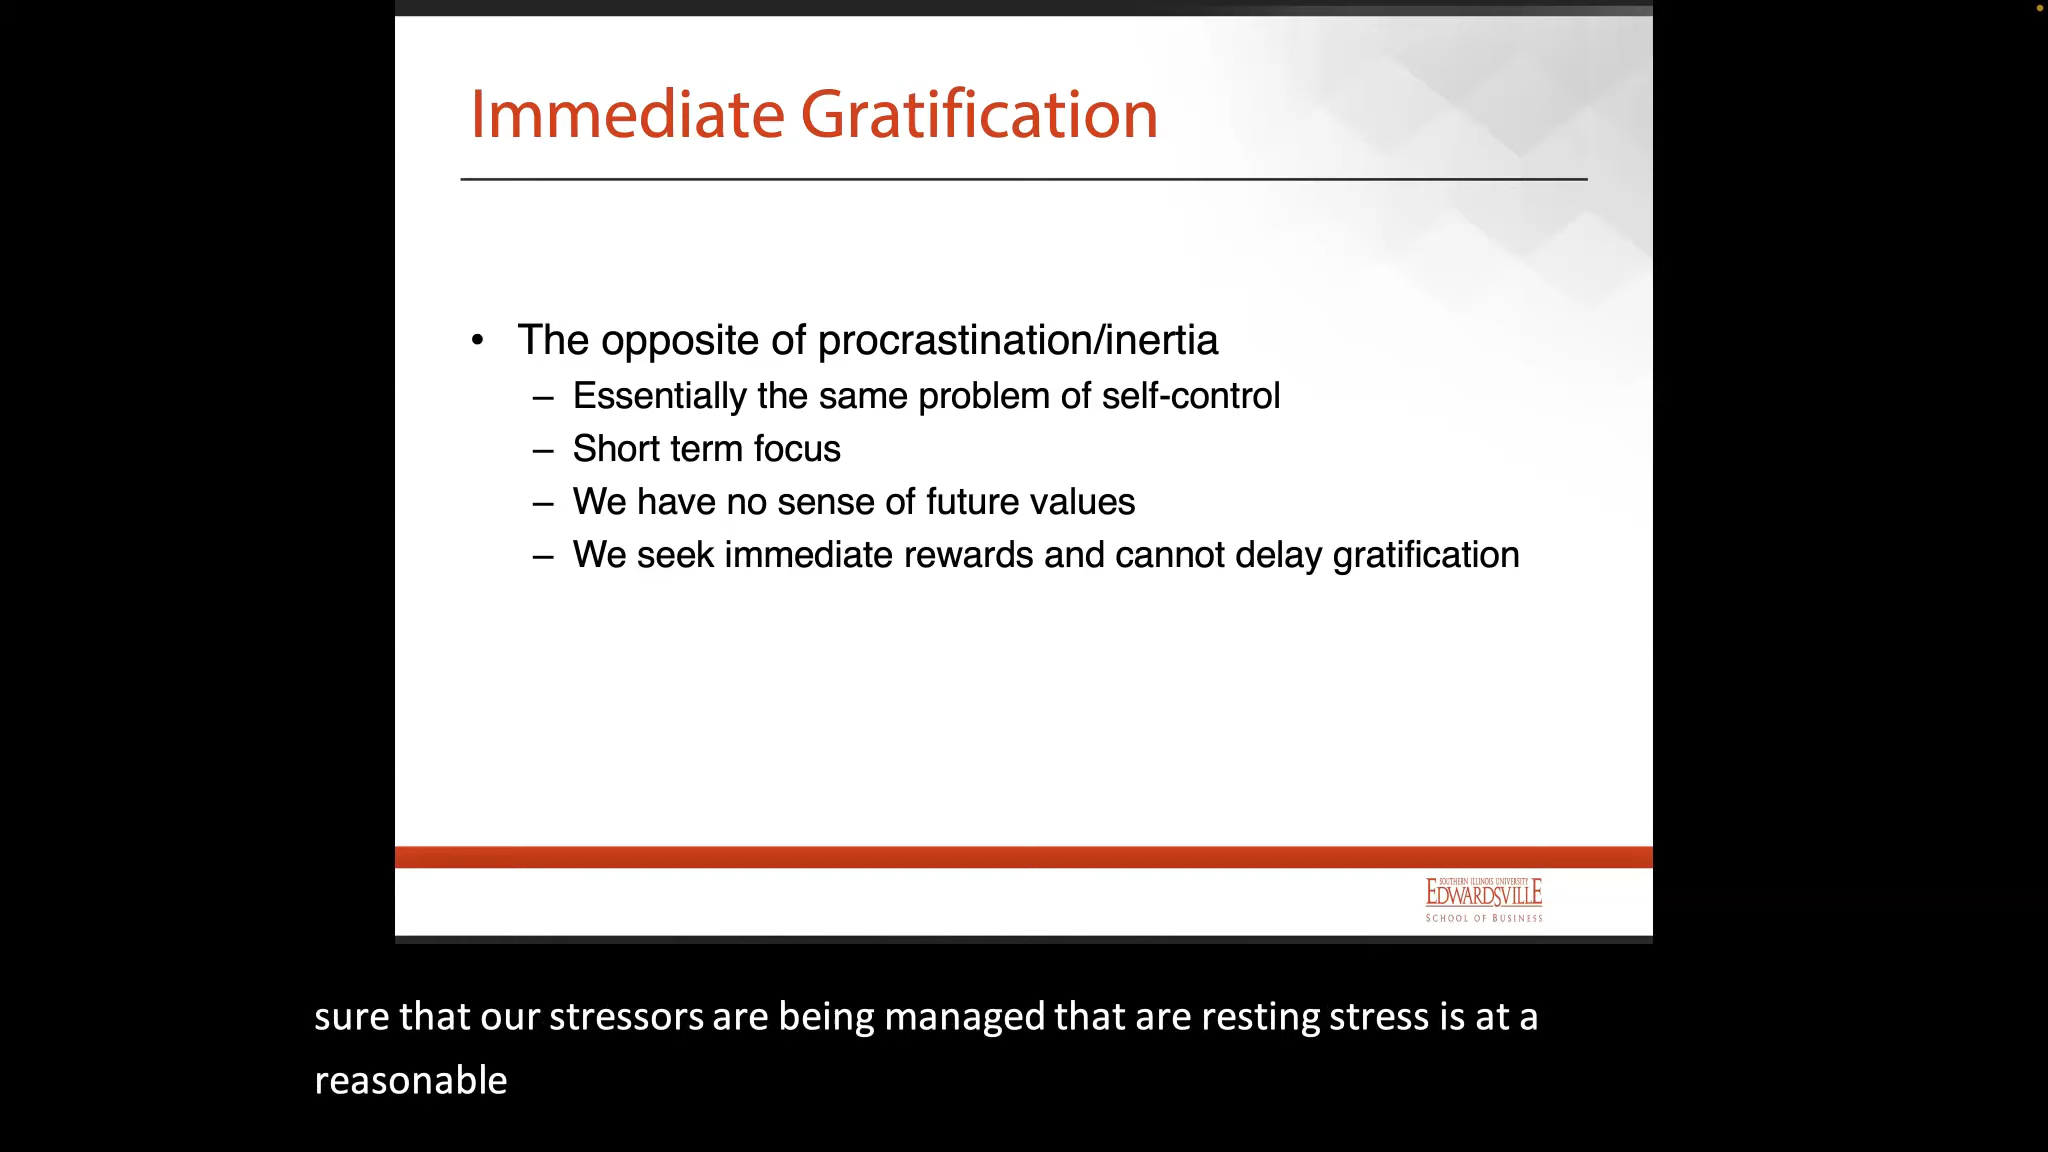 Immediate Gratification
• The opposite of procrastination/inertia
– Essentially the same problem of self-control
– Short term focus
– We have no sense of future values
– We seek immediate rewards and cannot delay gratification
SOUTHERN ILLINOIS UNIVERSITY
EDWARDSVILLE
SCHOOL OF BUSINESS
sure that our stressors are being managed that are resting stress is at a
reasonable